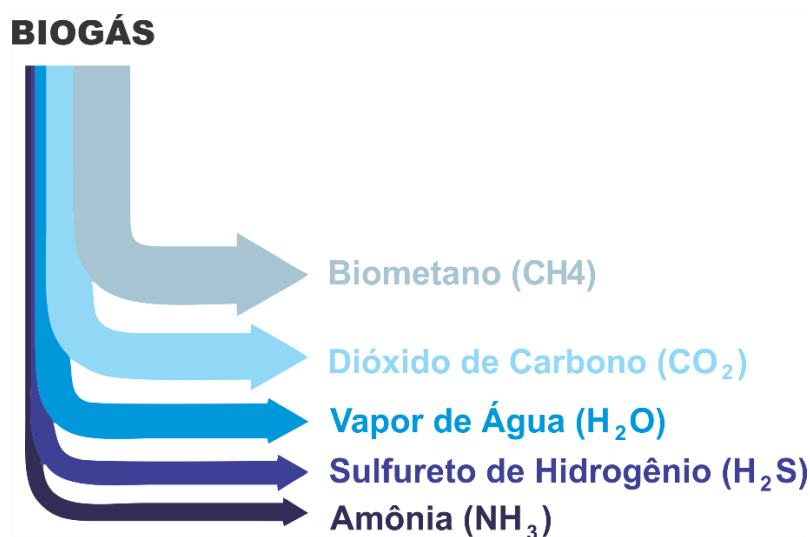 BIOGÁS
Biometano (CH4)
Dióxido de Carbono (CO₂)
Vapor de Água (H₂O)
Sulfureto de Hidrogênio (H₂S)
Amônia (NH₃)